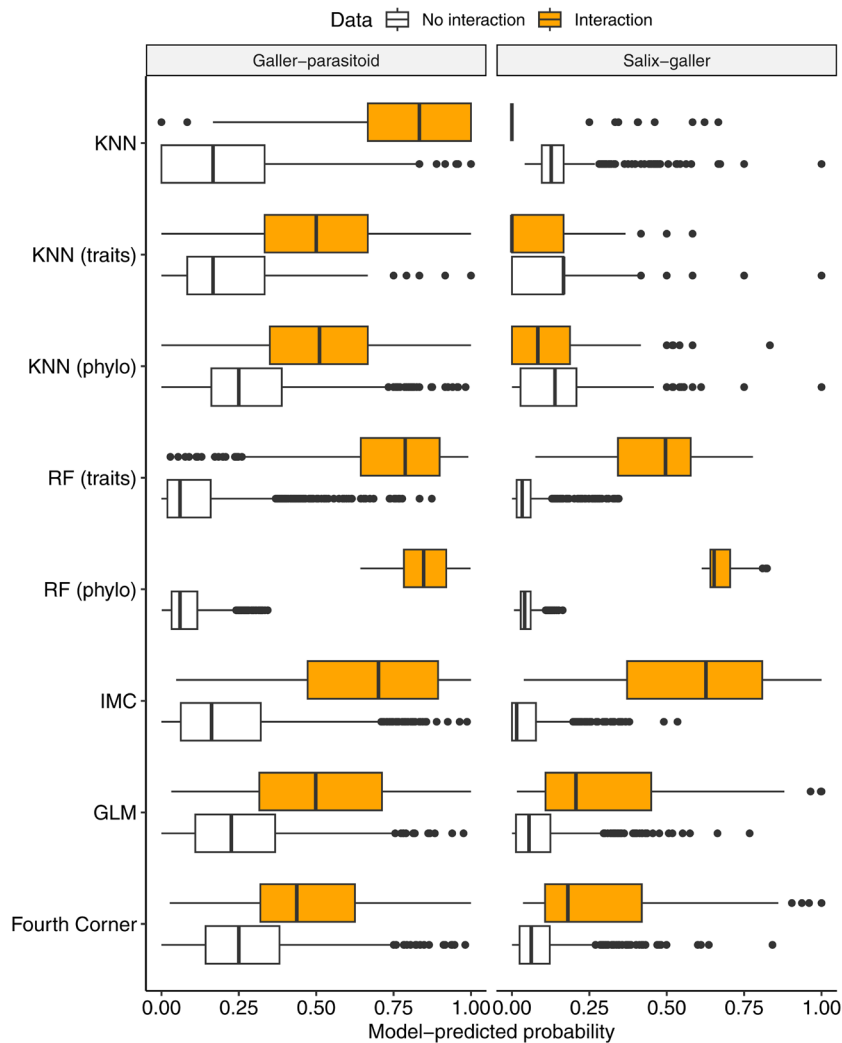 Data No interaction Interaction
Galler−parasitoid Salix−galler
KNN
KNN (traits)
KNN (phylo)
RF (traits)
RF (phylo)
IMC
GLM
Fourth Corner
0.00 0.25 0.50 0.75 1.00 0.00 0.25 0.50 0.75 1.00
Model−predicted probability